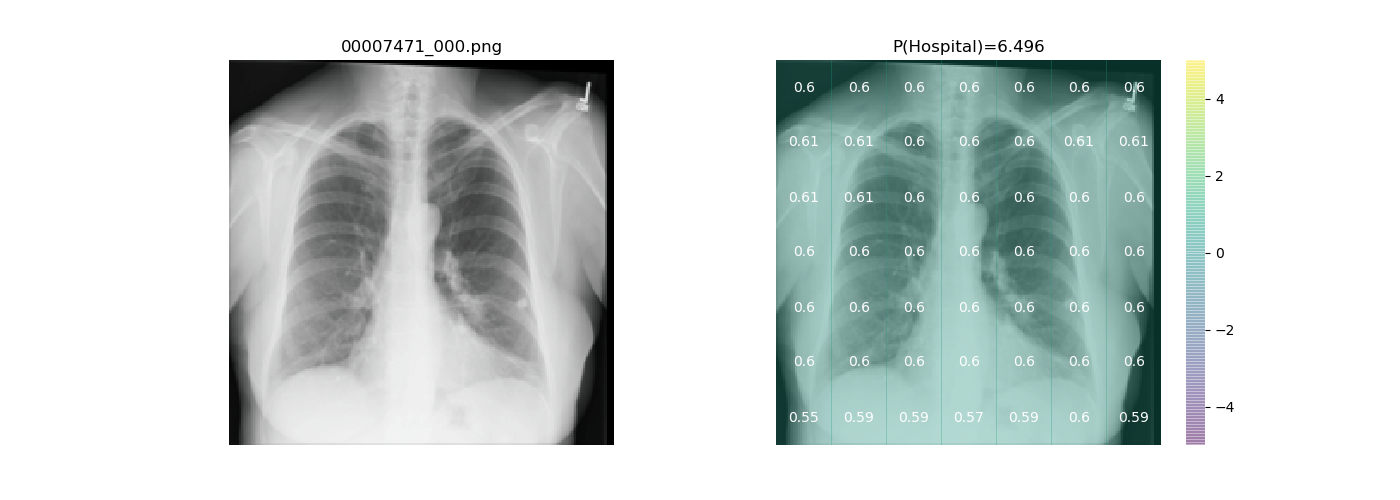 00007471_000.png
P(Hospital)=6.496
0.6 0.6 0.6 0.6 0.6 0.6 0.6
0.61 0.61 0.6 0.6 0.6 0.61 0.61
0.61 0.61 0.6 0.6 0.6 0.6 0.6
0.6 0.6 0.6 0.6 0.6 0.6 0.6
0.6 0.6 0.6 0.6 0.6 0.6 0.6
0.6 0.6 0.6 0.6 0.6 0.6 0.6
0.55 0.59 0.59 0.57 0.59 0.6 0.59
4
2
0
−2
−4